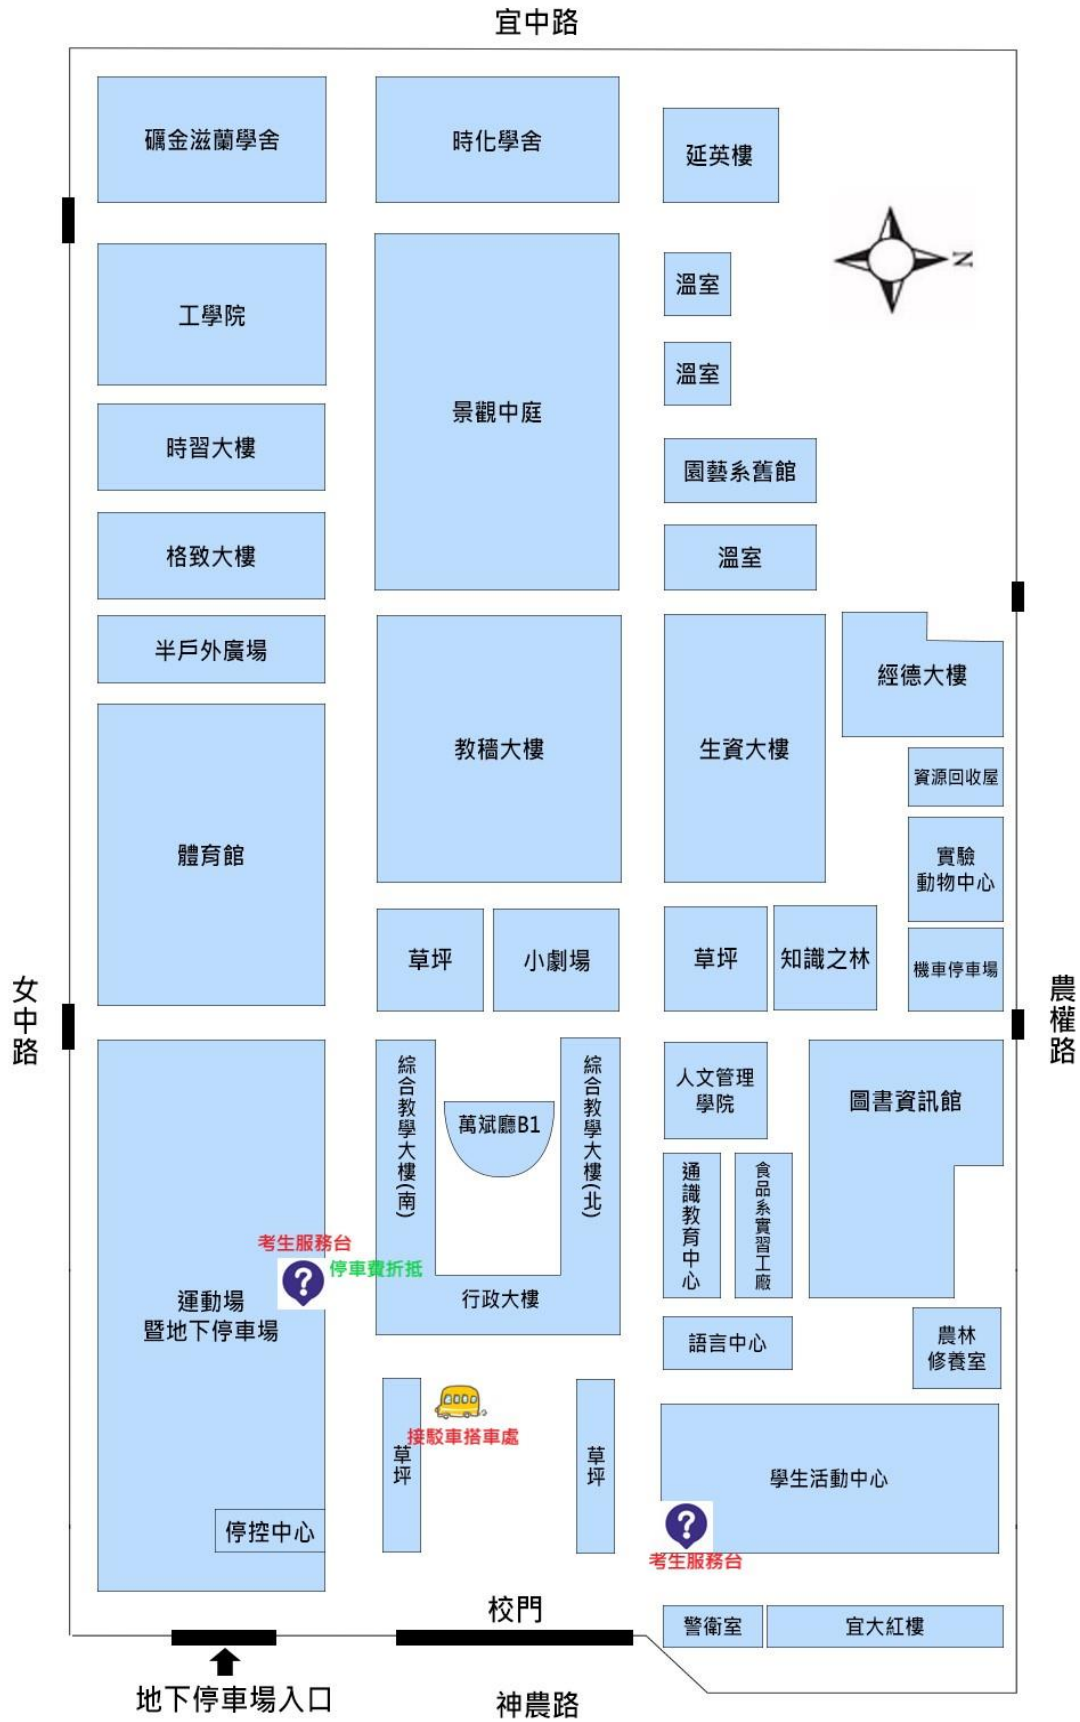 宜中路
礪金滋蘭學舍
時化學舍
延英樓
N
工學院
溫室
溫室
景觀中庭
時習大樓
園藝系舊館
格致大樓
溫室
半戶外廣場
經德大樓
教穡大樓
生資大樓
資源回收屋
體育館
實驗
動物中心
草坪
小劇場
草坪
知識之林
機車停車場
女中路
農權路
綜合教學大樓(南)
萬斌廳B1
綜合教學大樓(北)
人文管理
學院
圖書資訊館
通識教育中心
食品系實習工廠
考生服務台
停車費折抵
?
運動場
暨地下停車場
行政大樓
語言中心
農林
修養室
接駁車搭車處
草坪
草坪
學生活動中心
停控中心
?
考生服務台
校門
警衛室
宜大紅樓
地下停車場入口
神農路